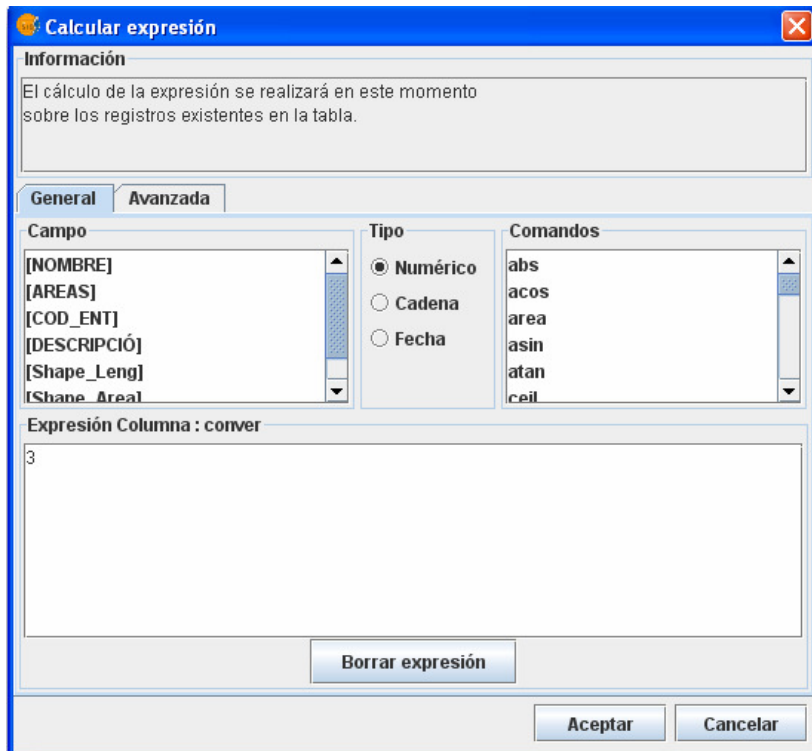 Calcular expresión
Información
El cálculo de la expresión se realizará en este momento
sobre los registros existentes en la tabla.
General
Avanzada
Campo
[NOMBRE]
[AREAS]
[COD_ENT]
[DESCRIPCIÓ]
[Shape_Leng]
[Shape_Area]
Tipo
Numérico
Cadena
Fecha
Comandos
abs
acos
area
asin
atan
ceil
Expresión Columna : conver
3
Borrar expresión
Aceptar
Cancelar